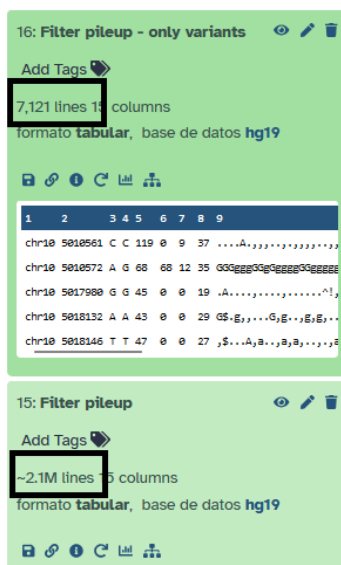 16: Filter pileup - only variants
Add Tags
7,121 lines 15 columns
formato tabular, base de datos hg19
1 2 3 4 5 6 7 8 9
chr10 5010561 C C 119 0 9 37 ....A.,,,..,.,,,,..,,
chr10 5010572 A G 68 68 12 35 GGGgggGGgGggggGGggggg
chr10 5017980 G G 45 0 0 19 .A....,....,......^!,
chr10 5018132 A A 43 0 0 29 G$.g,,...G,g..,g,g,..
chr10 5018146 T T 47 0 0 27 ,$...A,a..,a,a,..,.,a
15: Filter pileup
Add Tags
~2.1M lines 15 columns
formato tabular, base de datos hg19